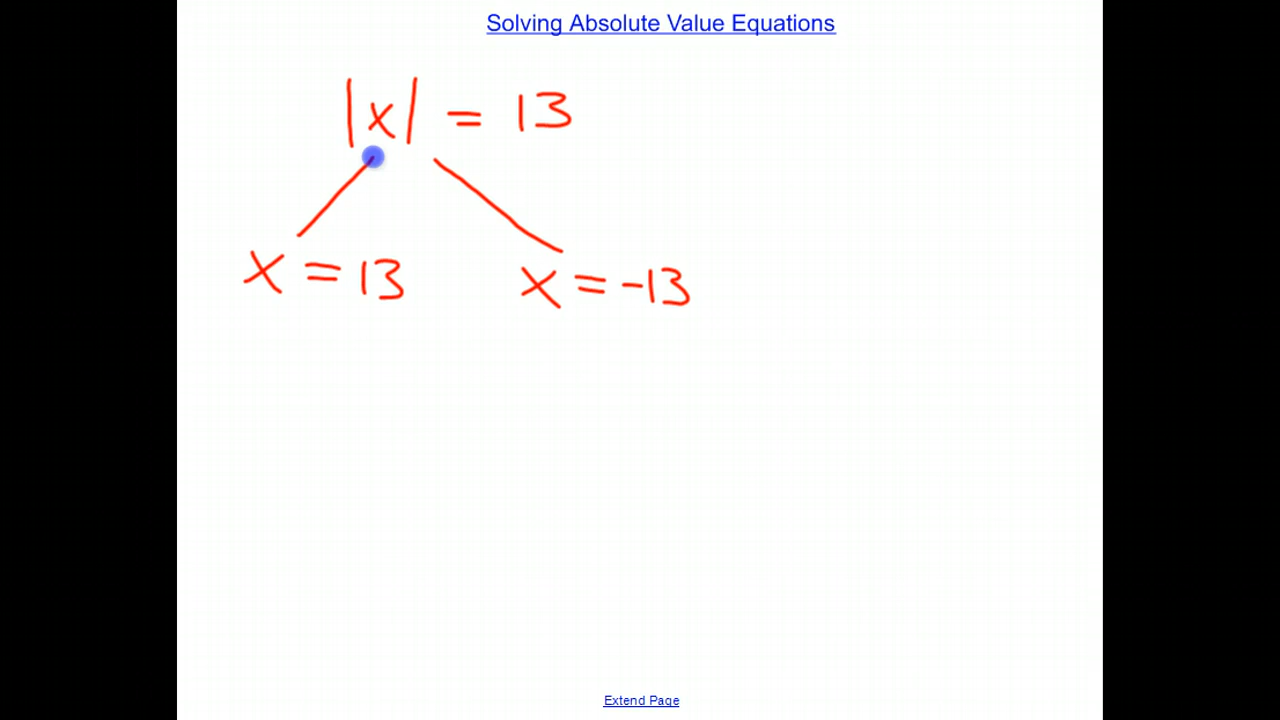 Solving Absolute Value Equations
|x| = 13
x = 13 x = -13
Extend Page